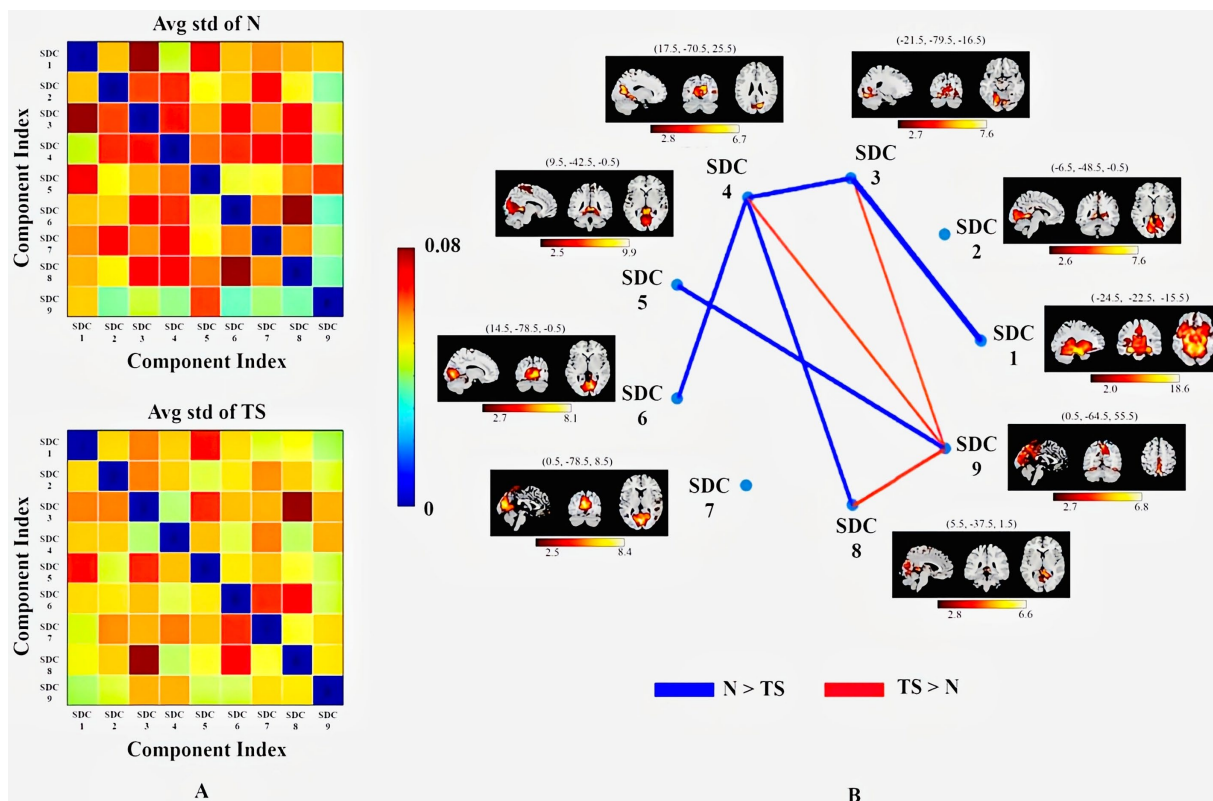 Avg std of N
Component Index
SDC
1
SDC
2
SDC
3
SDC
4
SDC
5
SDC
6
SDC
7
SDC
8
SDC
9
SDC SDC SDC SDC SDC SDC SDC SDC SDC
1 2 3 4 5 6 7 8 9
Component Index
Avg std of TS
Component Index
SDC
1
SDC
2
SDC
3
SDC
4
SDC
5
SDC
6
SDC
7
SDC
8
SDC
9
SDC SDC SDC SDC SDC SDC SDC SDC SDC
1 2 3 4 5 6 7 8 9
Component Index
A
0.08
0
(17.5, -70.5, 25.5)
2.8 6.7
SDC
4
(-21.5, -79.5, -16.5)
2.7 7.6
SDC
3
(9.5, -42.5, -0.5)
2.5 9.9
SDC
5
(-6.5, -48.5, -0.5)
2.6 7.6
SDC
2
(-24.5, -22.5, -15.5)
2.0 18.6
SDC
1
(14.5, -78.5, -0.5)
2.7 8.1
SDC
6
(0.5, -64.5, 55.5)
2.7 6.8
SDC
9
(0.5, -78.5, 8.5)
2.5 8.4
SDC
7
SDC
8
(5.5, -37.5, 1.5)
2.8 6.6
N > TS
TS > N
B